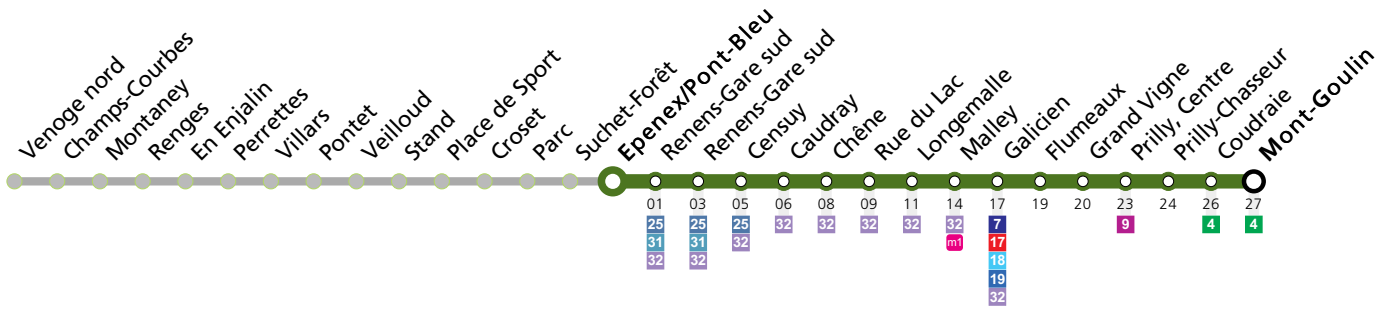 Venoge nord
Champs-Courbes
Montaney
Renges
En Enjalin
Perrettes
Villars
Pontet
Veilloud
Stand
Place de Sport
Croset
Parc
Suchet-Forêt
Epenex/Pont-Bleu
Renens-Gare sud
Renens-Gare sud
Censuy
Caudray
Chêne
Rue du Lac
Longemalle
Malley
Galicien
Flumeaux
Grand Vigne
Prilly, Centre
Prilly-Chasseur
Coudraie
Mont-Goulin
01 03 05 06 08 09 11 14 17 19 20 23 24 26 27
25 25 25 32 32 32 32 32 7 9 4 4
31 31 32 m1 17
32 32 18
19
32